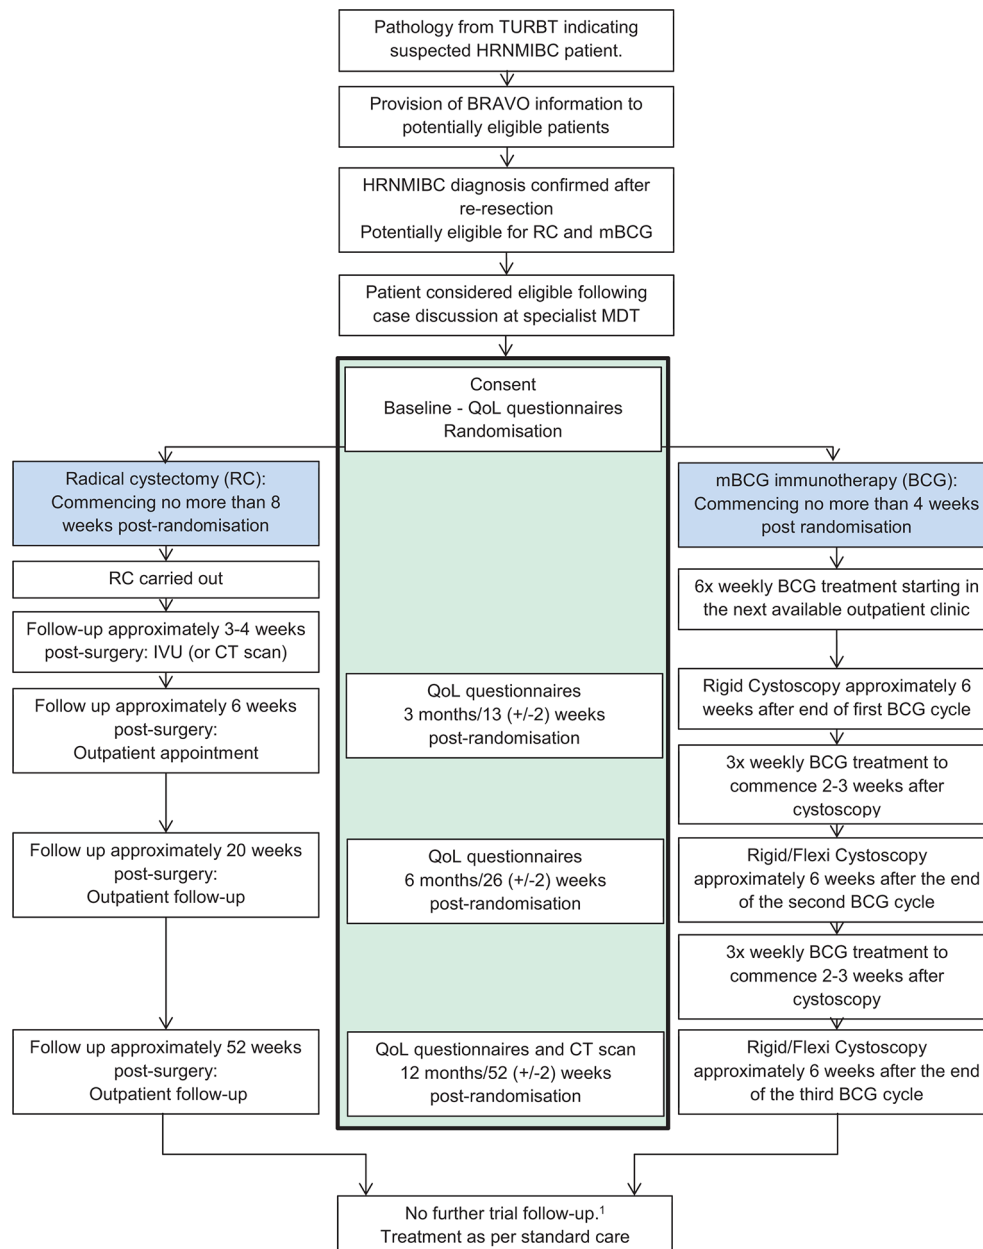 Pathology from TURBT indicating
suspected HRNMIBC patient.
Provision of BRAVO information to
potentially eligible patients
HRNMIBC diagnosis confirmed after
re-resection
Potentially eligible for RC and mBCG
Patient considered eligible following
case discussion at specialist MDT
Consent
Baseline - QoL questionnaires
Randomisation
Radical cystectomy (RC):
Commencing no more than 8
weeks post-randomisation
RC carried out
Follow-up approximately 3-4 weeks
post-surgery: IVU (or CT scan)
Follow up approximately 6 weeks
post-surgery:
Outpatient appointment
Follow up approximately 20 weeks
post-surgery:
Outpatient follow-up
Follow up approximately 52 weeks
post-surgery:
Outpatient follow-up
QoL questionnaires
3 months/13 (+/-2) weeks
post-randomisation
QoL questionnaires
6 months/26 (+/-2) weeks
post-randomisation
QoL questionnaires and CT scan
12 months/52 (+/-2) weeks
post-randomisation
mBCG immunotherapy (BCG):
Commencing no more than 4 weeks
post randomisation
6x weekly BCG treatment starting in
the next available outpatient clinic
Rigid Cystoscopy approximately 6
weeks after end of first BCG cycle
3x weekly BCG treatment to
commence 2-3 weeks after
cystoscopy
Rigid/Flexi Cystoscopy
approximately 6 weeks after the end
of the second BCG cycle
3x weekly BCG treatment to
commence 2-3 weeks after
cystoscopy
Rigid/Flexi Cystoscopy
approximately 6 weeks after the end
of the third BCG cycle
No further trial follow-up.¹
Treatment as per standard care